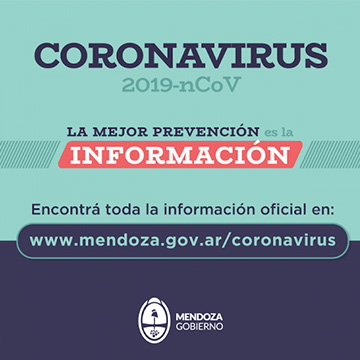 CORONAVIRUS
2019-nCoV
LA MEJOR PREVENCIÓN es la
INFORMACIÓN
Encontrá toda la información oficial en:
www.mendoza.gov.ar/coronavirus
MENDOZA
GOBIERNO